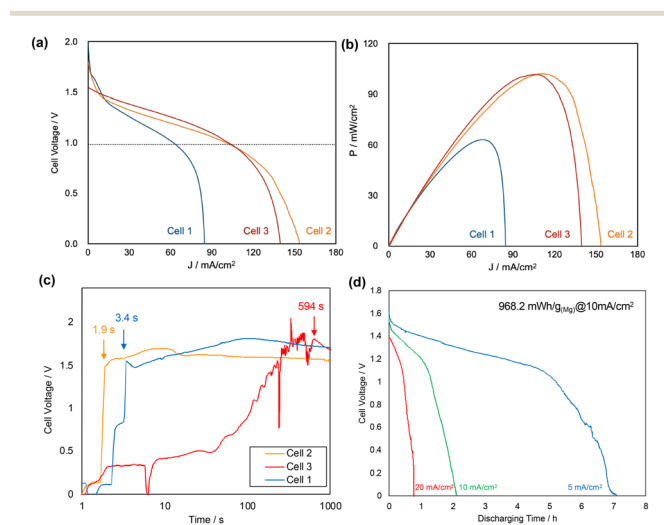 (a)
2.0
1.5
1.0
0.5
0.0
Cell Voltage / V
Cell 1
Cell 3
Cell 2
0 30 60 90 120 150 180
J / mA/cm²
(b)
120
90
60
30
0
P / mW/cm²
Cell 1
Cell 3
Cell 2
0 30 60 90 120 150 180
J / mA/cm²
(c)
2
1.5
1
0.5
0
Cell Voltage / V
1.9 s
3.4 s
594 s
Cell 2
Cell 3
Cell 1
1 10 100 1000
Time / s
(d)
968.2 mWh/g(Mg)@10mA/cm²
1.6
1.4
1.2
1
0.8
0.6
0.4
0.2
0
Cell Voltage / V
20 mA/cm² 10 mA/cm² 5 mA/cm²
0 1 2 3 4 5 6 7 8
Discharging Time / h